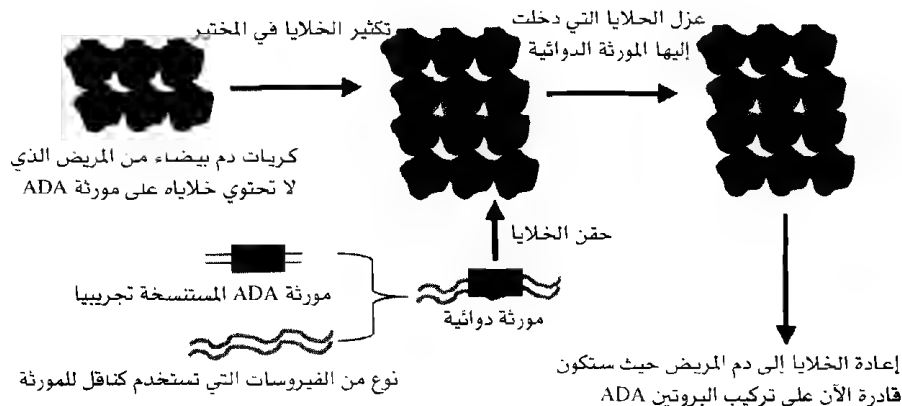 تكثير الخلايا في المختبر
عزل الحلايا التي دخلت
إليها المورثة الدوائية
كريات دم بيضاء من المريض الذي
لا تحتوي خلاياه على مورثة ADA
حقن الخلايا
مورثة ADA المستنسخة تجريبيا
مورثة دوائية
نوع من الفيروسات التي تستخدم كناقل للمورثة
إعادة الخلايا إلى دم المريض حيث ستكون
قادرة الآن على تركيب البروتين ADA